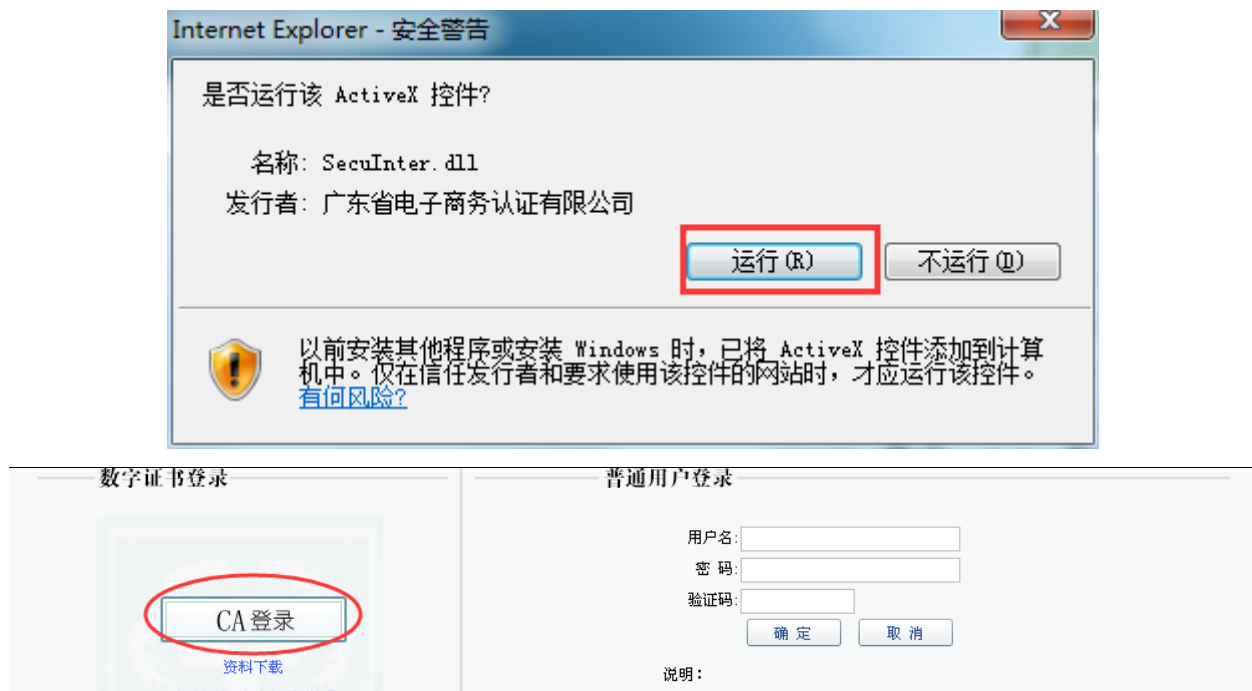 Internet Explorer - 安全警告
x
是否运行该 ActiveX 控件?
名称: SecuInter.dll
发行者: 广东省电子商务认证有限公司
运行(R) 不运行(D)
以前安装其他程序或安装 Windows 时，已将 ActiveX 控件添加到计算
机中。仅在信任发行者和要求使用该控件的网站时，才应运行该控件。
有何风险?
数字证书登录
CA登录
资料下载
普通用户登录
用户名:
密 码:
验证码:
确 定 取 消
说明：